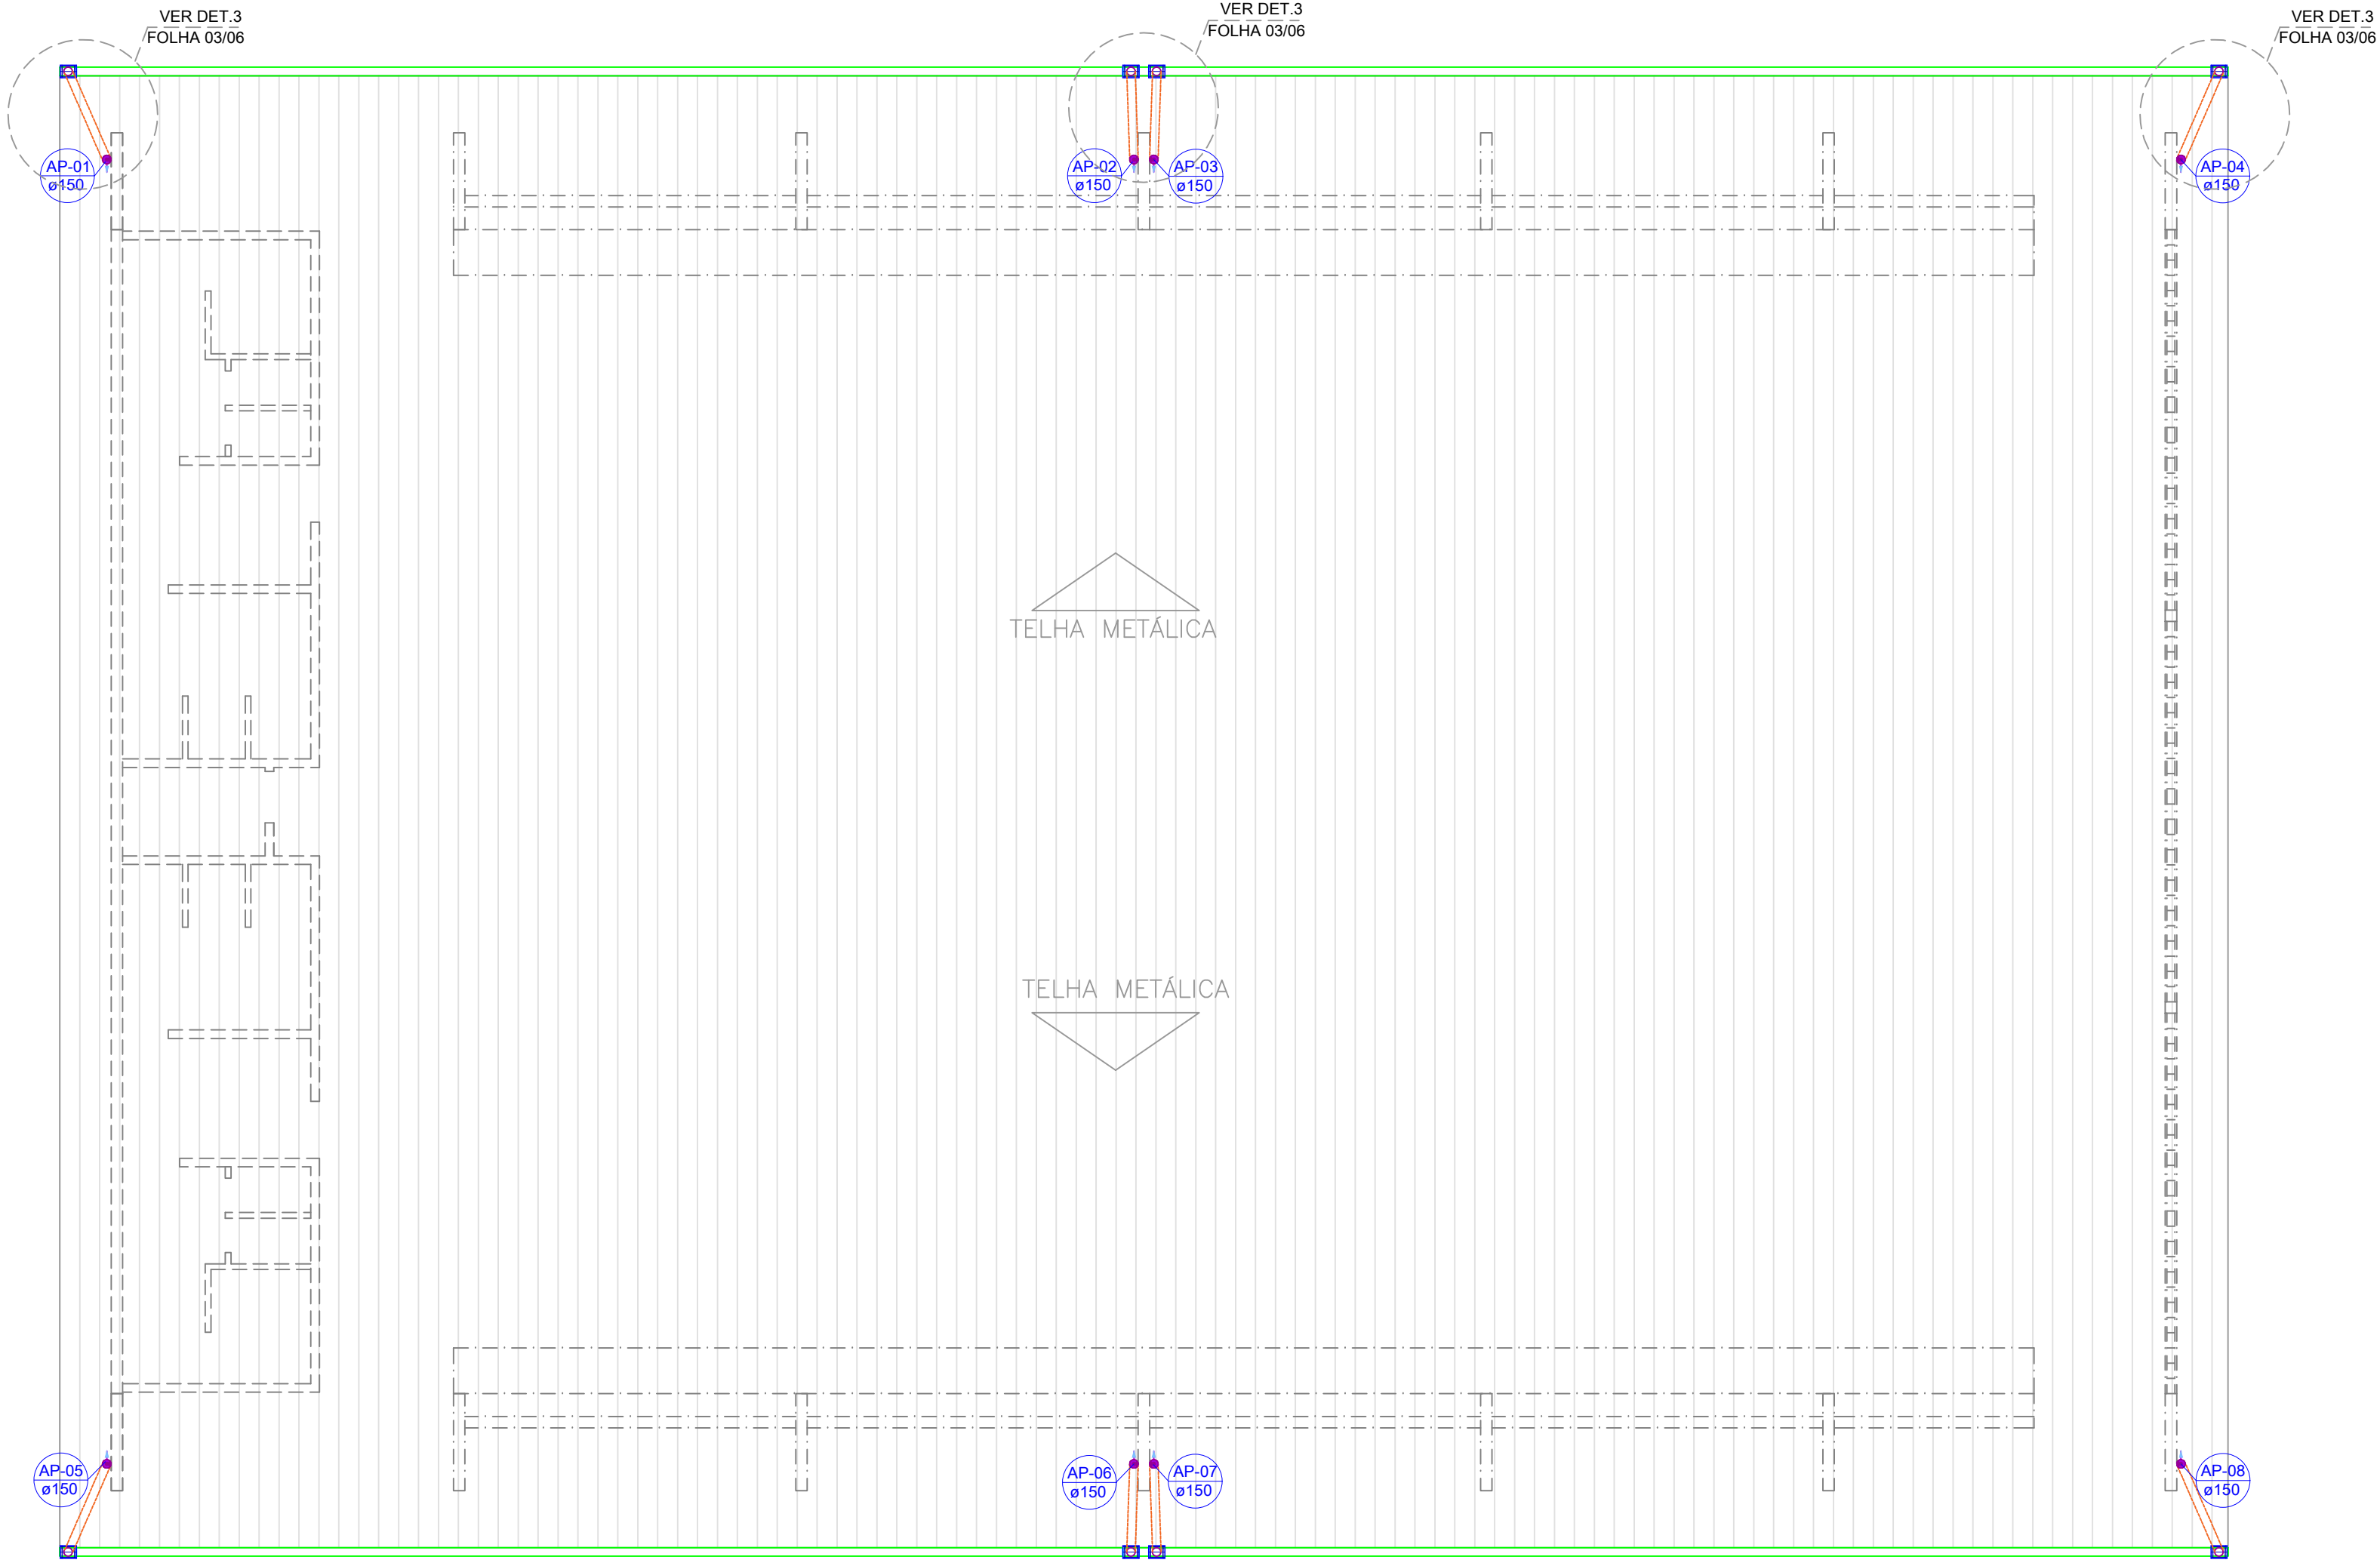 VER DET.3
FOLHA 03/06
VER DET.3
FOLHA 03/06
VER DET.3
FOLHA 03/06
AP-01
ø150
AP-02
ø150
AP-03
ø150
AP-04
ø150
TELHA METÁLICA
TELHA METÁLICA
AP-05
ø150
AP-06
ø150
AP-07
ø150
AP-08
ø150